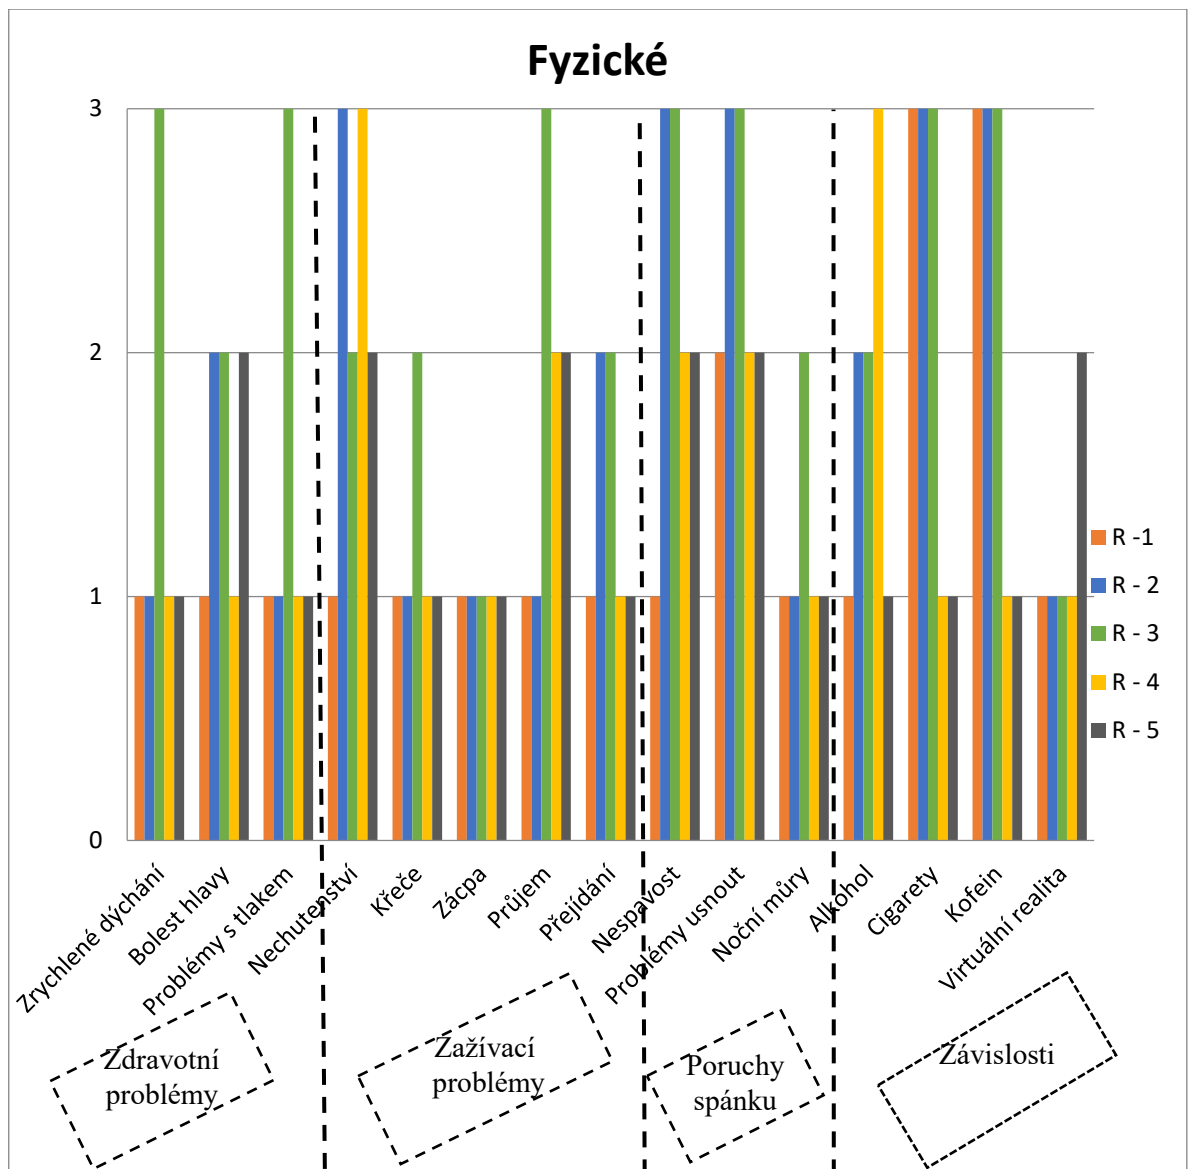 Fyzické
3
2
1
0
R -1
R - 2
R - 3
R - 4
R - 5
Zrychlené dýchání
Bolest hlavy
Problémy s tlakem
Nechutenství
Křeče
Zácpa
Průjem
Přejídání
Nespavost
Problémy usnout
Noční můry
Alkohol
Cigarety
Kofein
Virtuální realita
Zdravotní
problémy
Zažívací
problémy
Poruchy
spánku
Závislosti